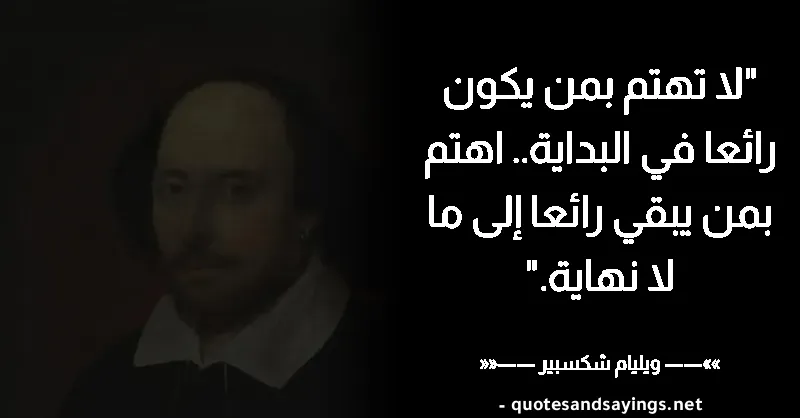 "لا تهتم بمن يكون
رائعا في البداية.. اهتم
بمن يبقي رائعا إلى ما
لا نهاية."
»»—— ويليام شكسبير ——««
- quotesandsayings.net